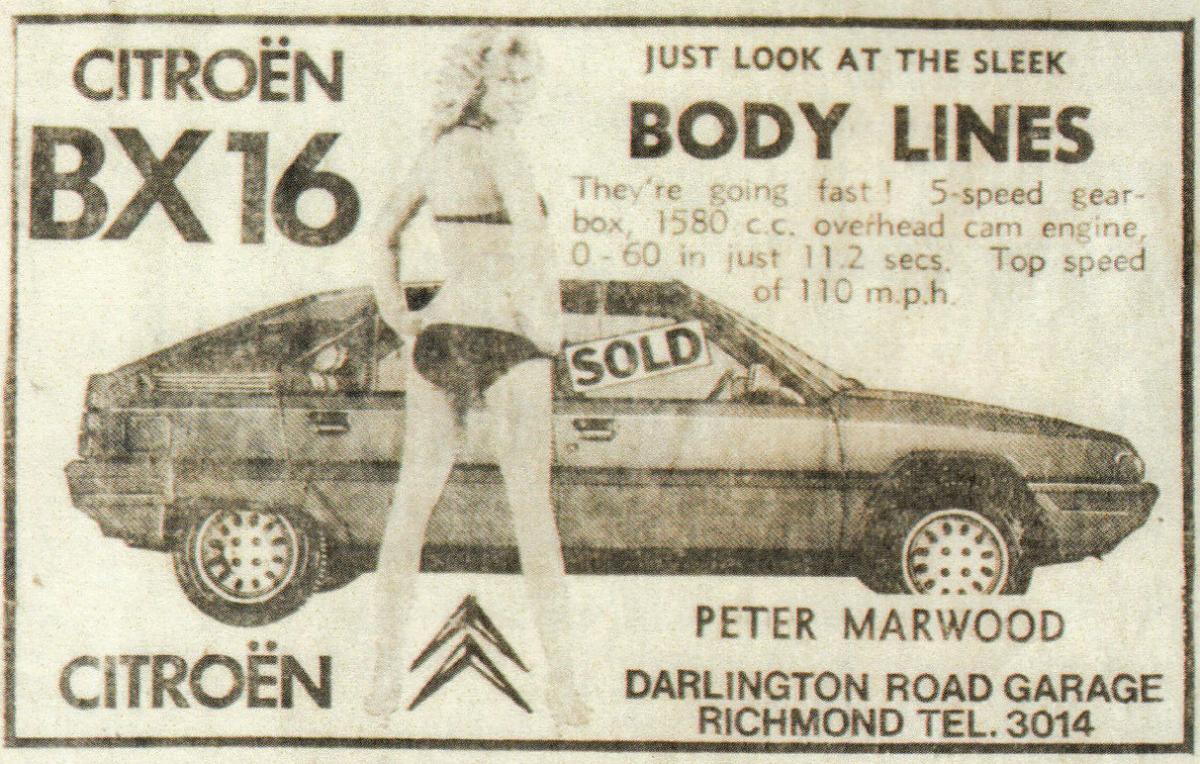 CITROËN
BX16
JUST LOOK AT THE SLEEK
BODY LINES
They're going fast! 5-speed gear-
box, 1580 c.c. overhead cam engine,
0-60 in just 11.2 secs. Top speed
of 110 m.p.h.
SOLD
CITROËN
PETER MARWOOD
DARLINGTON ROAD GARAGE
RICHMOND TEL. 3014